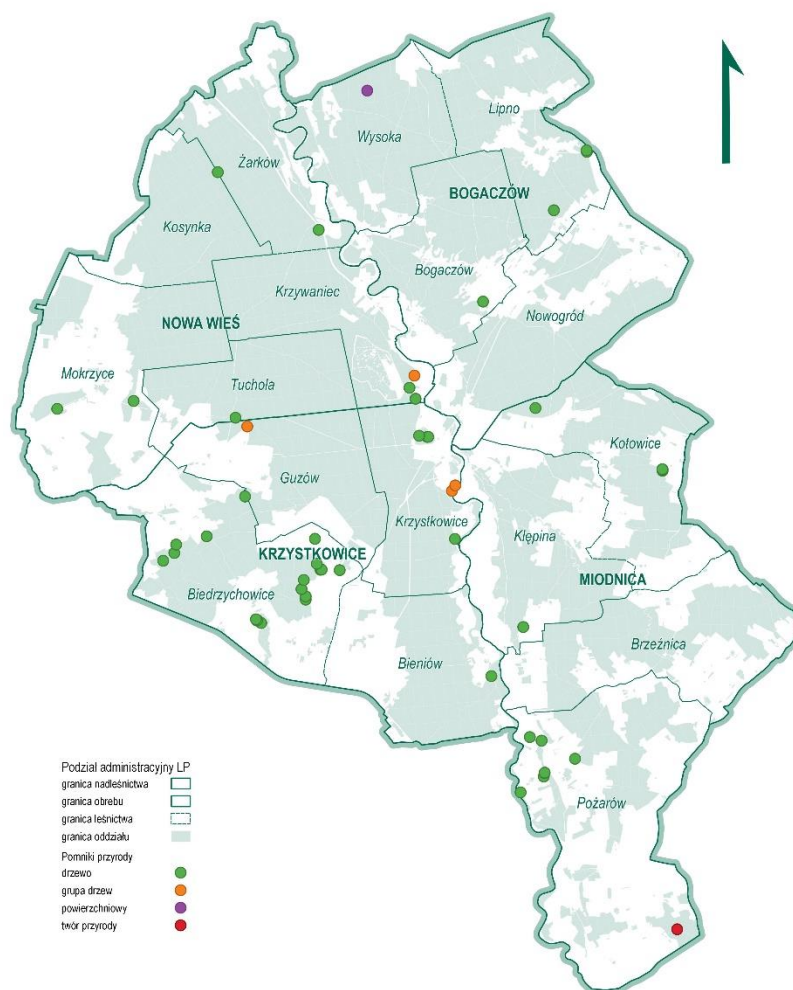 Lipno
Wysoka
Żarków
BOGACZÓW
Kosynka
Bogaczów
Krzywaniec
Nowogród
NOWA WIEŚ
Mokrzyce
Tuchola
Kotowice
Guzów
Krzystkowice
Klępina
KRZYSTKOWICE
MIODNICA
Biedrzychowice
Brzeźnica
Bieniów
Pożarów
Podział administracyjny LP
granica nadleśnictwa
granica obrębu
granica leśnictwa
granica oddziału
Pomniki przyrody
drzewo
grupa drzew
powierzchniowy
twór przyrody